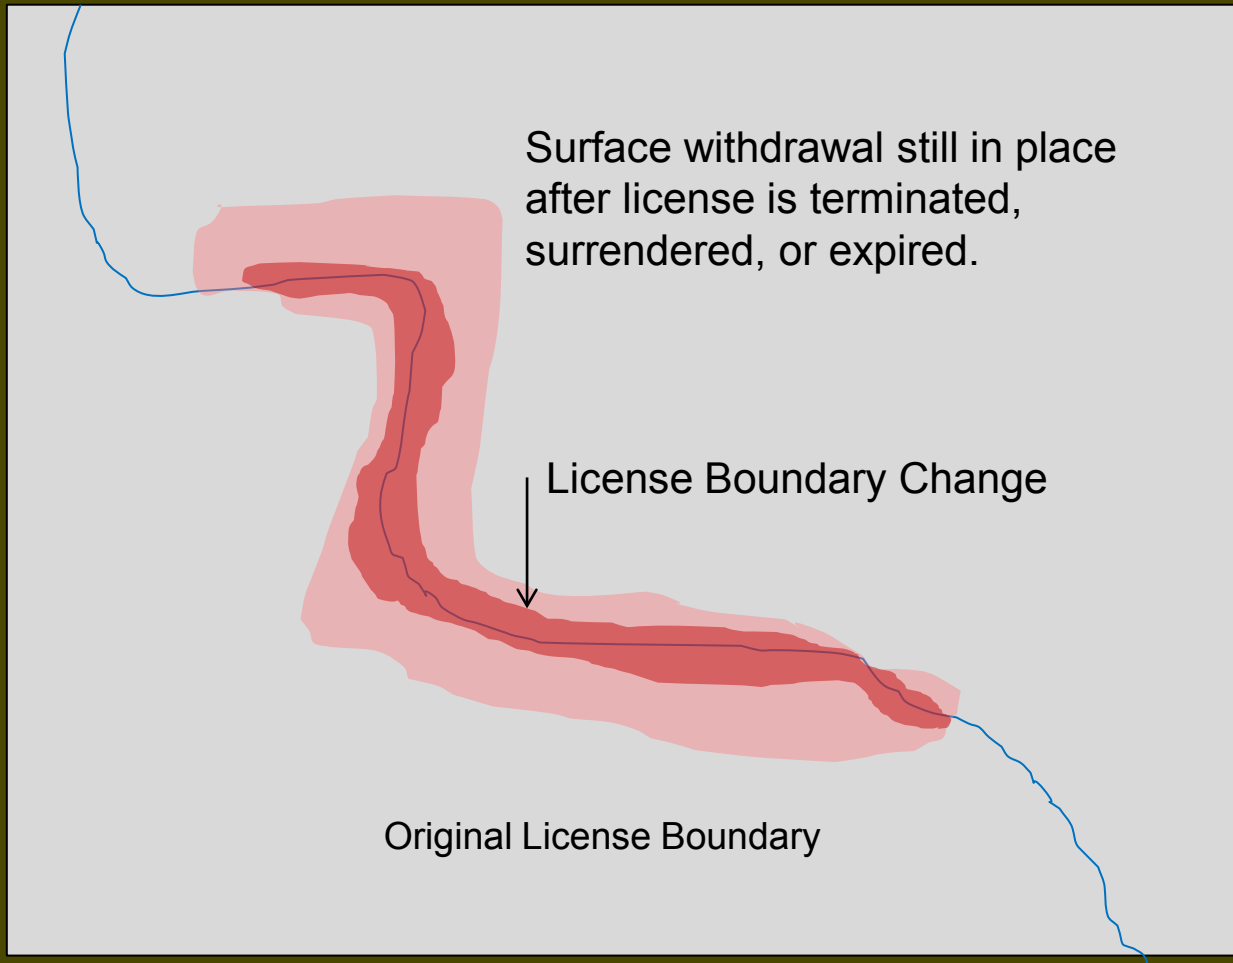 Surface withdrawal still in place
after license is terminated,
surrendered, or expired.
License Boundary Change
Original License Boundary